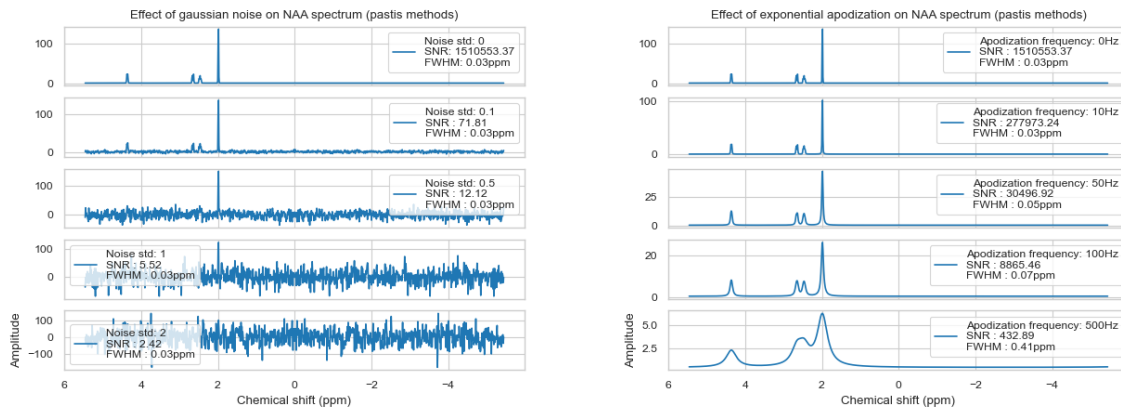 Effect of gaussian noise on NAA spectrum (pastis methods)
100
0
Noise std: 0
SNR: 1510553.37
FWHM : 0.03ppm
100
0
Noise std: 0.1
SNR : 71.81
FWHM : 0.03ppm
100
0
Noise std: 0.5
SNR : 12.12
FWHM : 0.03ppm
100
0
Noise std: 1
SNR : 5.52
FWHM : 0.03ppm
100
0
−100
Noise std: 2
SNR : 2.42
FWHM : 0.03ppm
Amplitude
6 4 2 0 −2 −4
Chemical shift (ppm)
Effect of exponential apodization on NAA spectrum (pastis methods)
100
0
Apodization frequency: 0Hz
SNR : 1510553.37
FWHM : 0.03ppm
100
0
Apodization frequency: 10Hz
SNR : 277973.24
FWHM : 0.03ppm
25
0
Apodization frequency: 50Hz
SNR : 30496.92
FWHM : 0.05ppm
20
0
Apodization frequency: 100Hz
SNR : 8865.46
FWHM : 0.07ppm
5.0
2.5
Apodization frequency: 500Hz
SNR : 432.89
FWHM : 0.41ppm
Amplitude
6 4 2 0 −2 −4
Chemical shift (ppm)